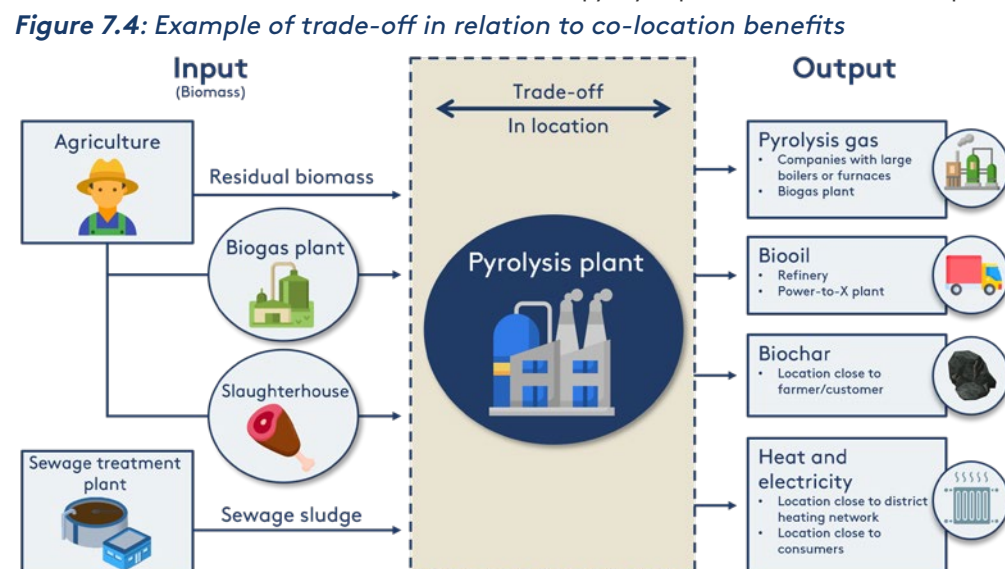 Figure 7.4: Example of trade-off in relation to co-location benefits
Input
(Biomass)
Agriculture
Residual biomass
Biogas plant
Slaughterhouse
Sewage treatment
plant
Sewage sludge
Trade-off
In location
Pyrolysis plant
Output
Pyrolysis gas
• Companies with large
boilers or furnaces
• Biogas plant
Biooil
• Refinery
• Power-to-X plant
Biochar
• Location close to
farmer/customer
Heat and
electricity
• Location close to district
heating network
• Location close to
consumers